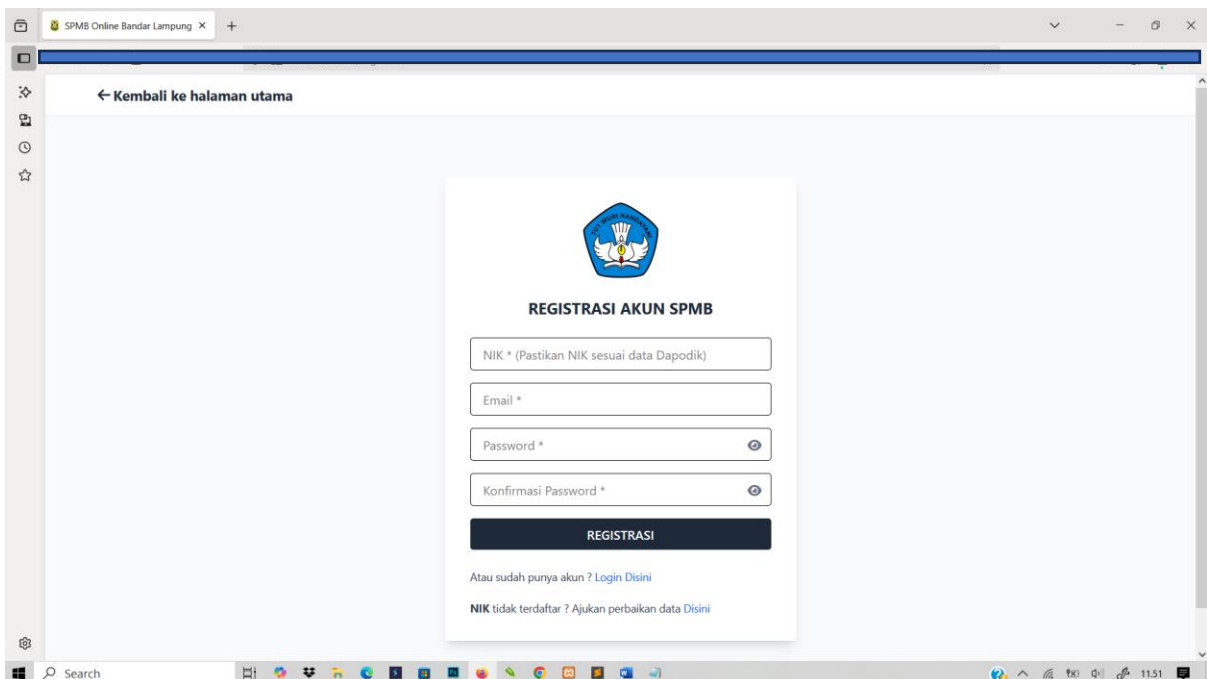 SPMB Online Bandar Lampung
Kembali ke halaman utama
TUT WURI HANDAYANI
REGISTRASI AKUN SPMB
NIK * (Pastikan NIK sesuai data Dapodik)
Email *
Password *
Konfirmasi Password *
REGISTRASI
Atau sudah punya akun ? Login Disini
NIK tidak terdaftar ? Ajukan perbaikan data Disini
Search
11.51